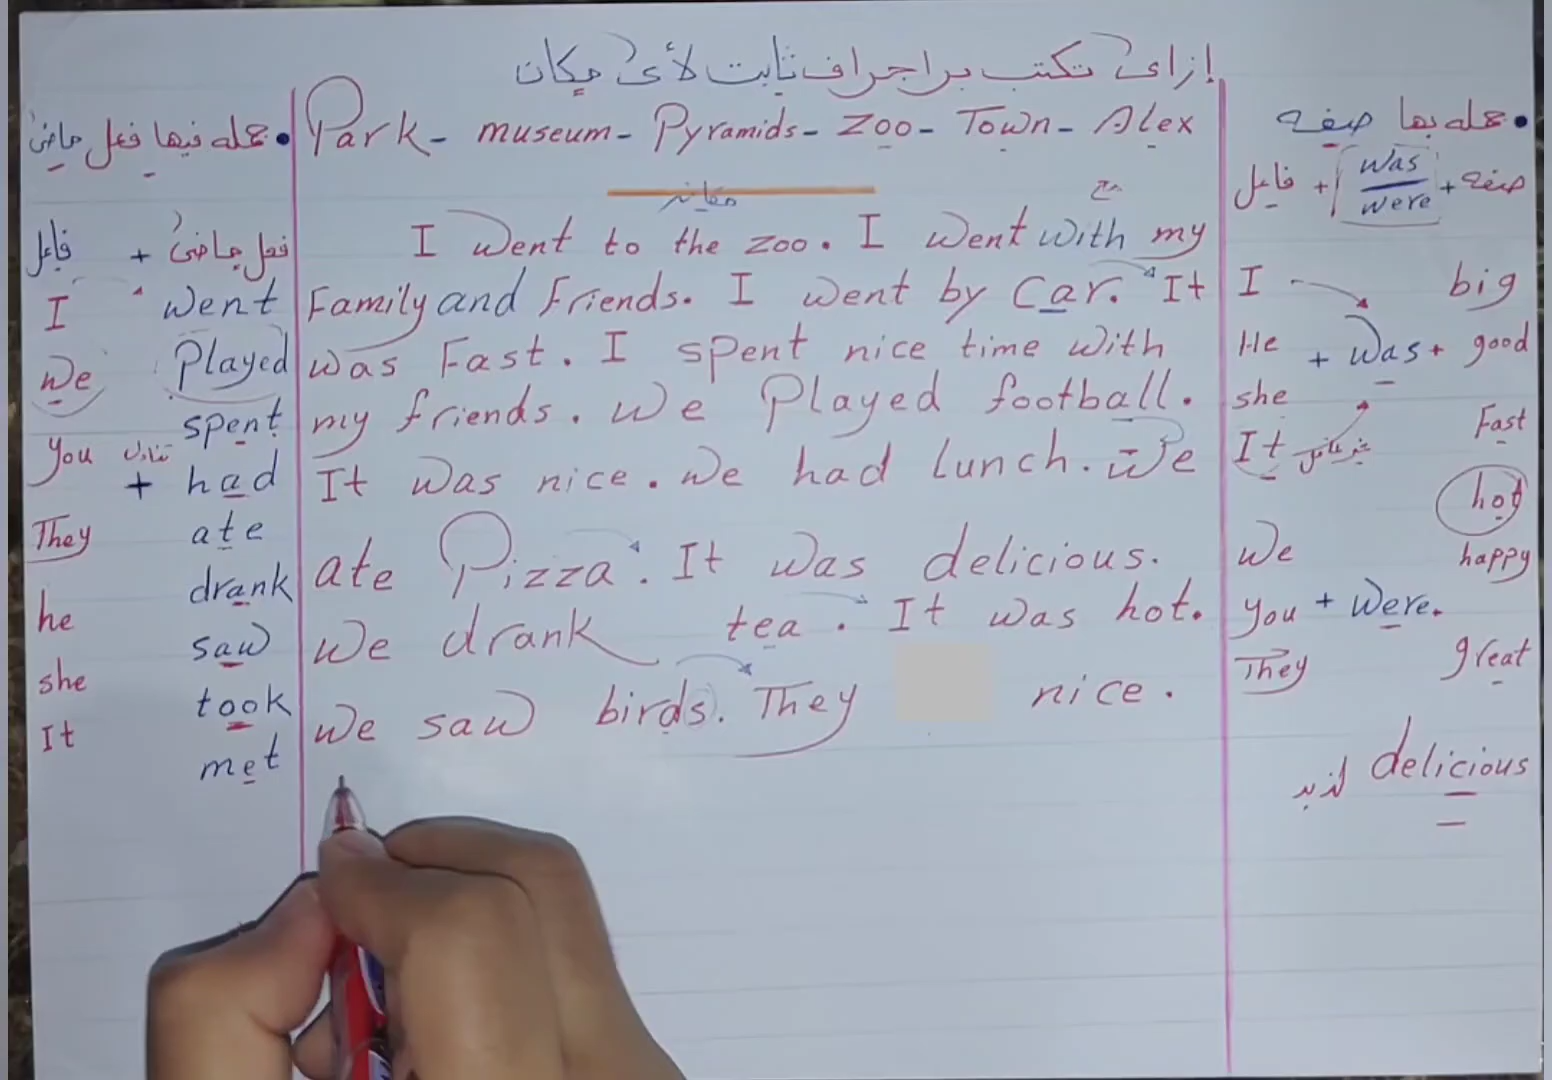 إزاى تكتب براجراف ثابت لأى مكان
Park - museum - Pyramids - Zoo - Town - Alex
مع
I went to the zoo. I went with my
Family and Friends. I went by Car. It
was Fast. I spent nice time with
my friends. We Played football.
It was nice. We had Lunch. We
ate Pizza. It was delicious.
We drank tea. It was hot.
We saw birds. They nice.
• جمله فيها فعل ماضى
فاعل + فعل ماضى
I went
We Played
spent
You تناول
+ had
They ate
drank
he
saw
she
took
It
met
• جمله بها صفه
فاعل + was
were + صفه
I big
He + was + good
she
Fast
It غير عاقل
hot
We
happy
you + were.
They great
delicious لذيذ